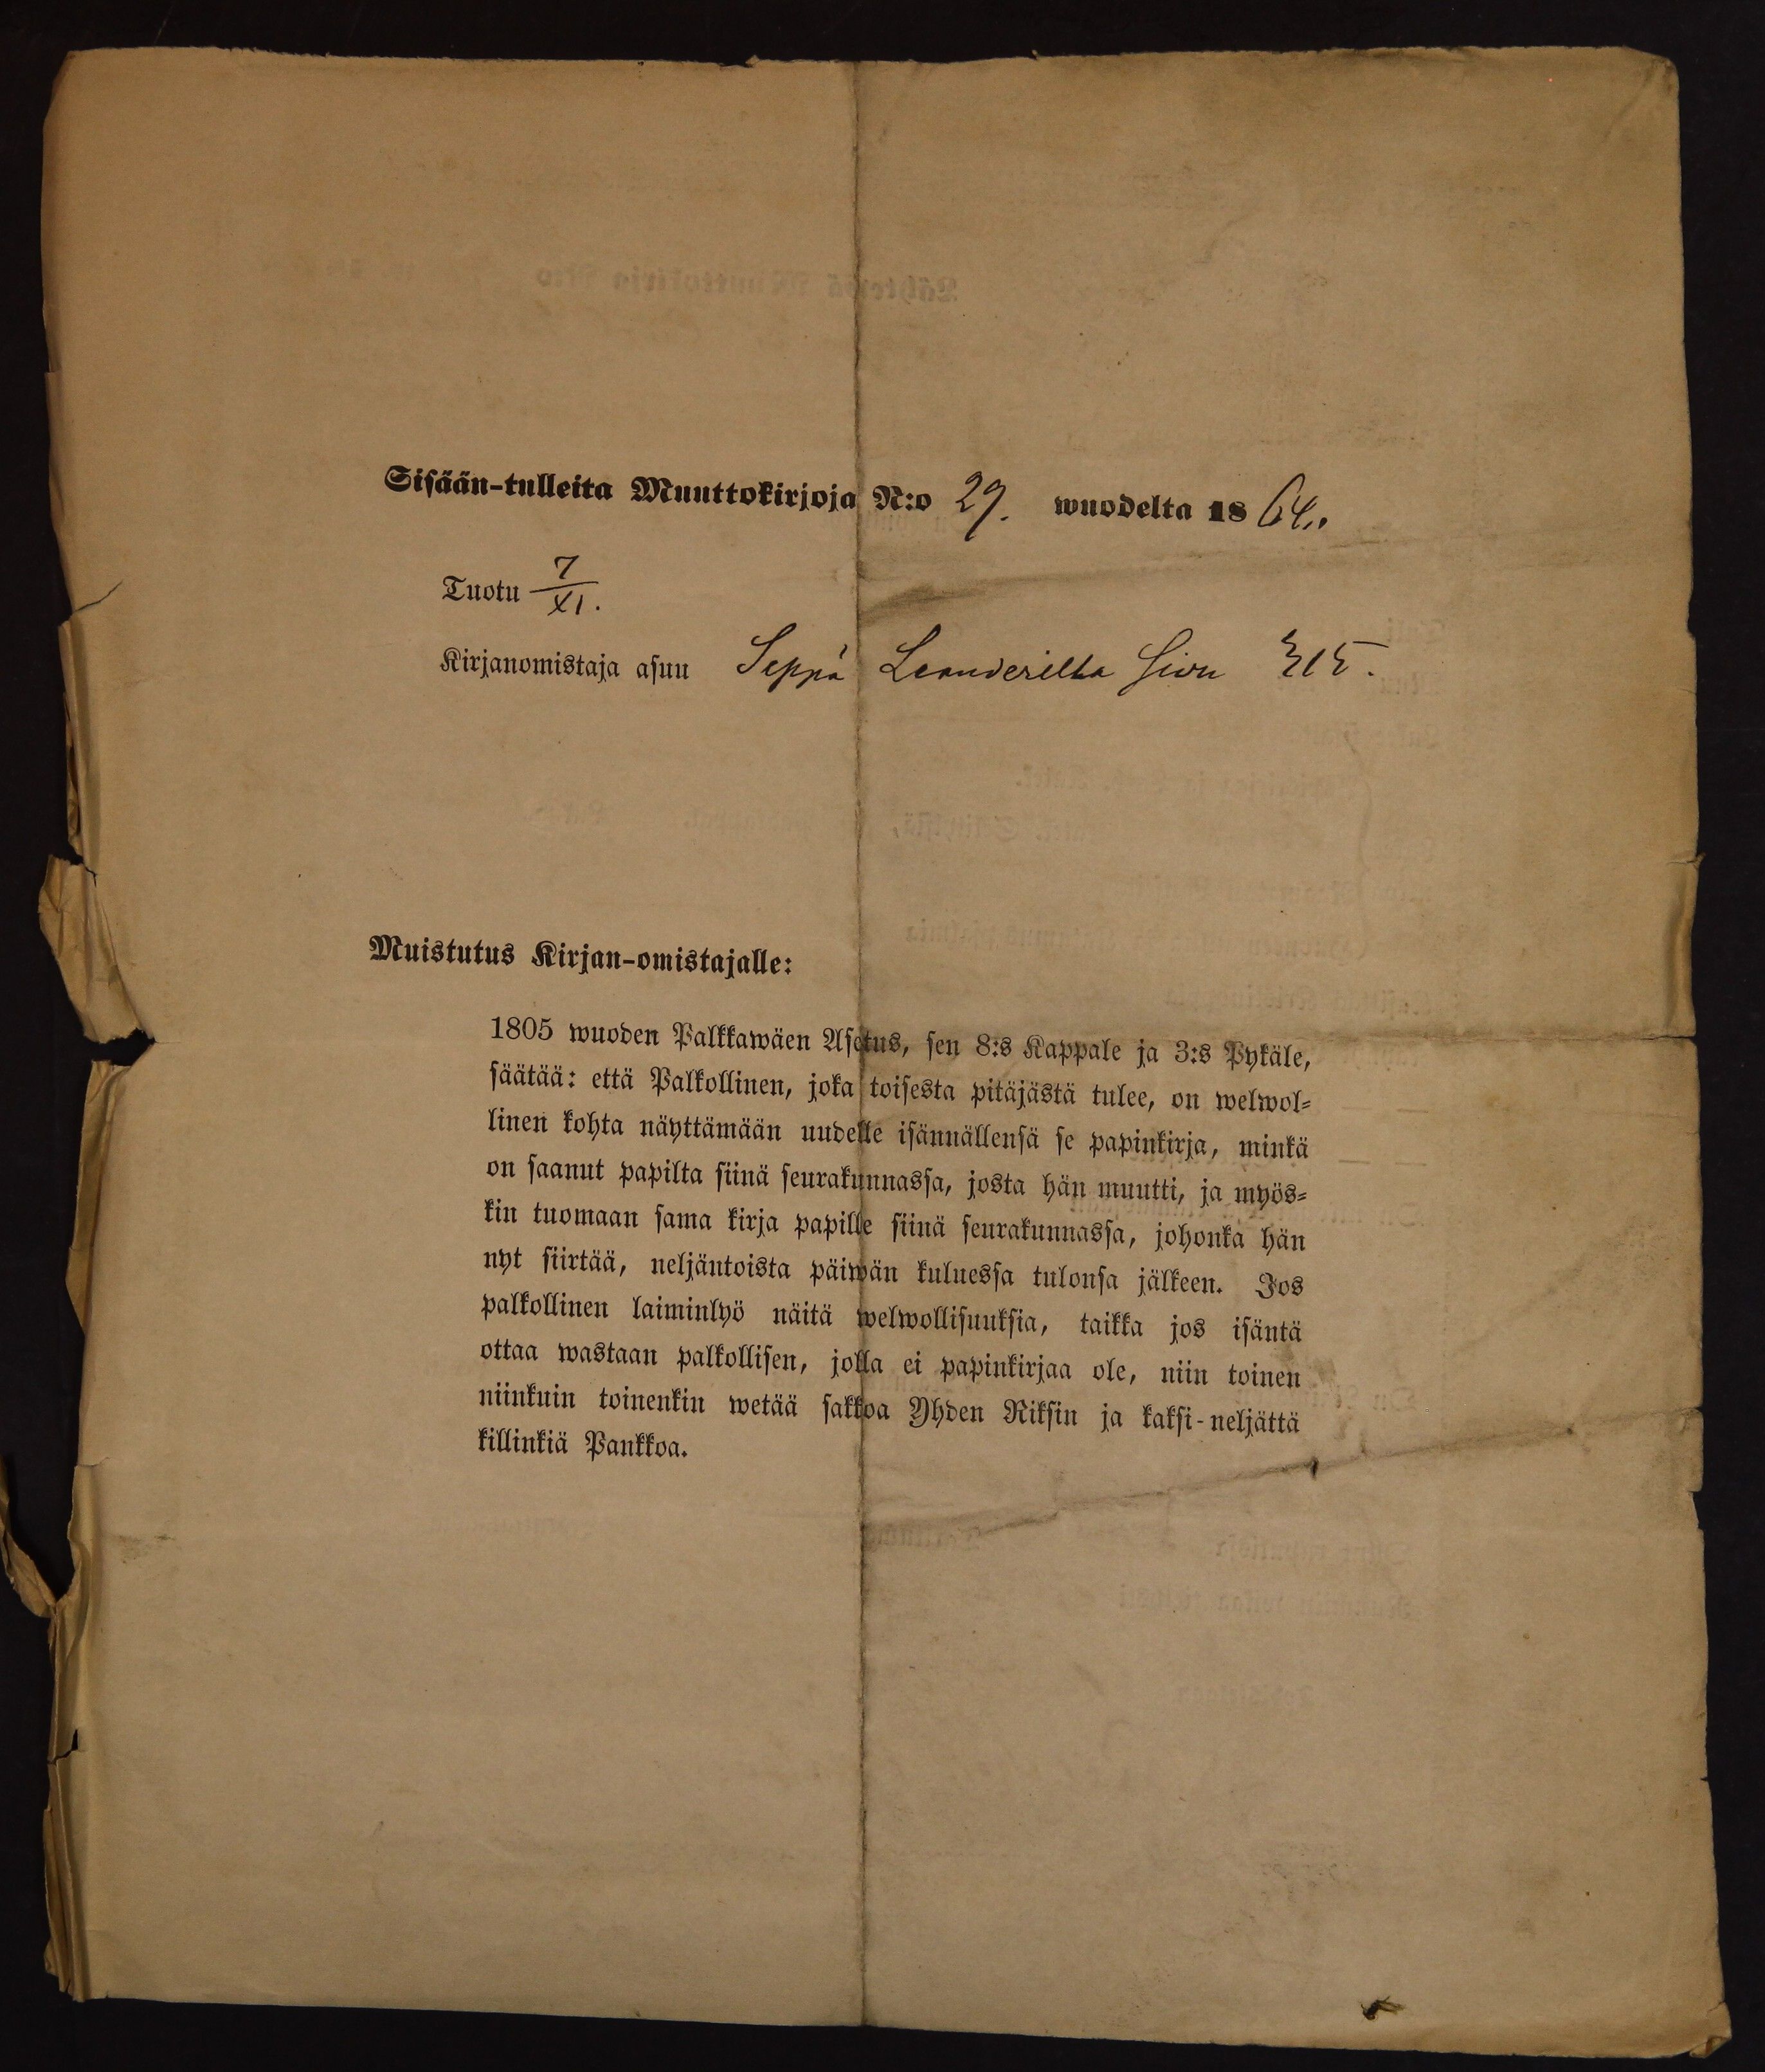 Sisään-tulleita Muuttokirjoja N:o 29. wuodelta 1864.
Tuotu 7/XI.
Kirjanomistaja asuu Seppä Leanderilla Sivu 315.
Muistutus Kirjan-omistajalle:
1805 wuoden Palkkawäen Asetus, sen 8:s Kappale ja 3:s Pykäle,
säätää: että Palkollinen, joka toisesta pitäjästä tulee, on welwol-
linen kohta näyttämään uudelle isännällensä se papinkirja, minkä
on saanut papilta siinä seurakunnassa, josta hän muutti, ja myös-
kin tuomaan sama kirja papille siinä seurakunnassa, johonka hän
nyt siirtää, neljäntoista päiwän kuluessa tulonsa jälkeen. Jos
palkollinen laiminlyö näitä welwollisuuksia, taikka jos isäntä
ottaa wastaan palkollisen, jolla ei papinkirjaa ole, niin toinen
niinkuin toinenkin wetää sakkoa Yhden Riksin ja kaksi-neljättä
killinkiä Pankkoa.